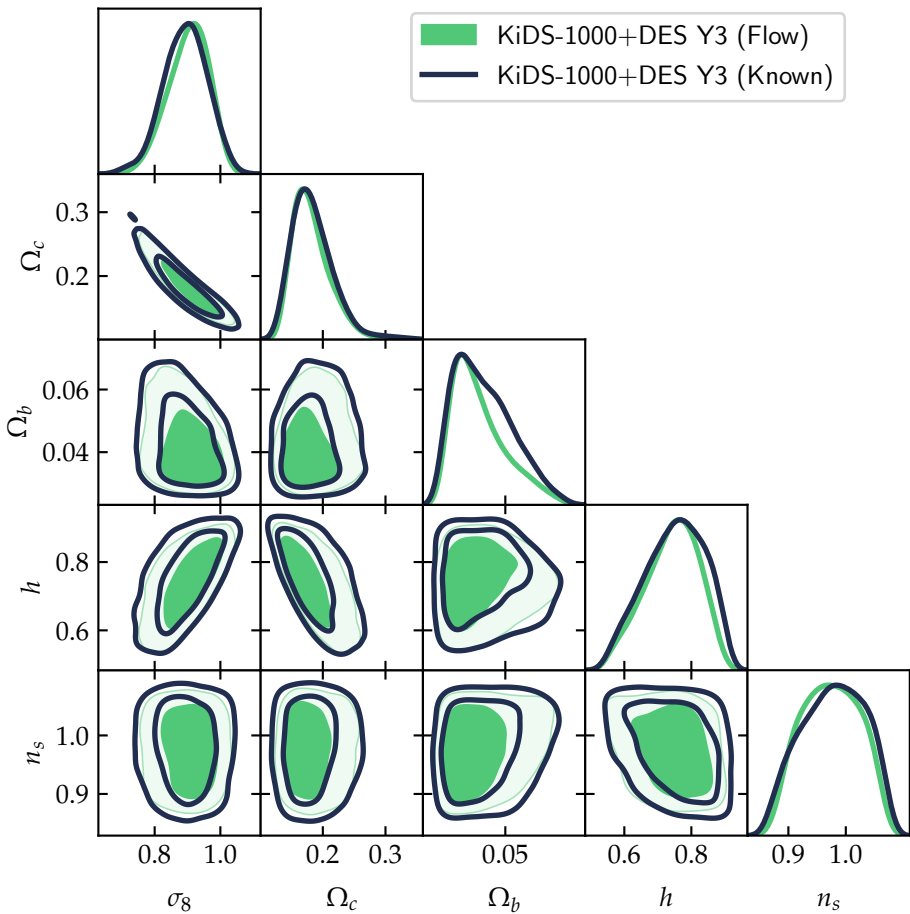 KiDS-1000+DES Y3 (Flow)
KiDS-1000+DES Y3 (Known)
0.3
0.2
Ω_c
0.06
0.04
Ω_b
0.8
0.6
h
1.0
0.9
n_s
0.8 1.0 0.2 0.3 0.05 0.6 0.8 0.9 1.0
σ_8 Ω_c Ω_b h n_s